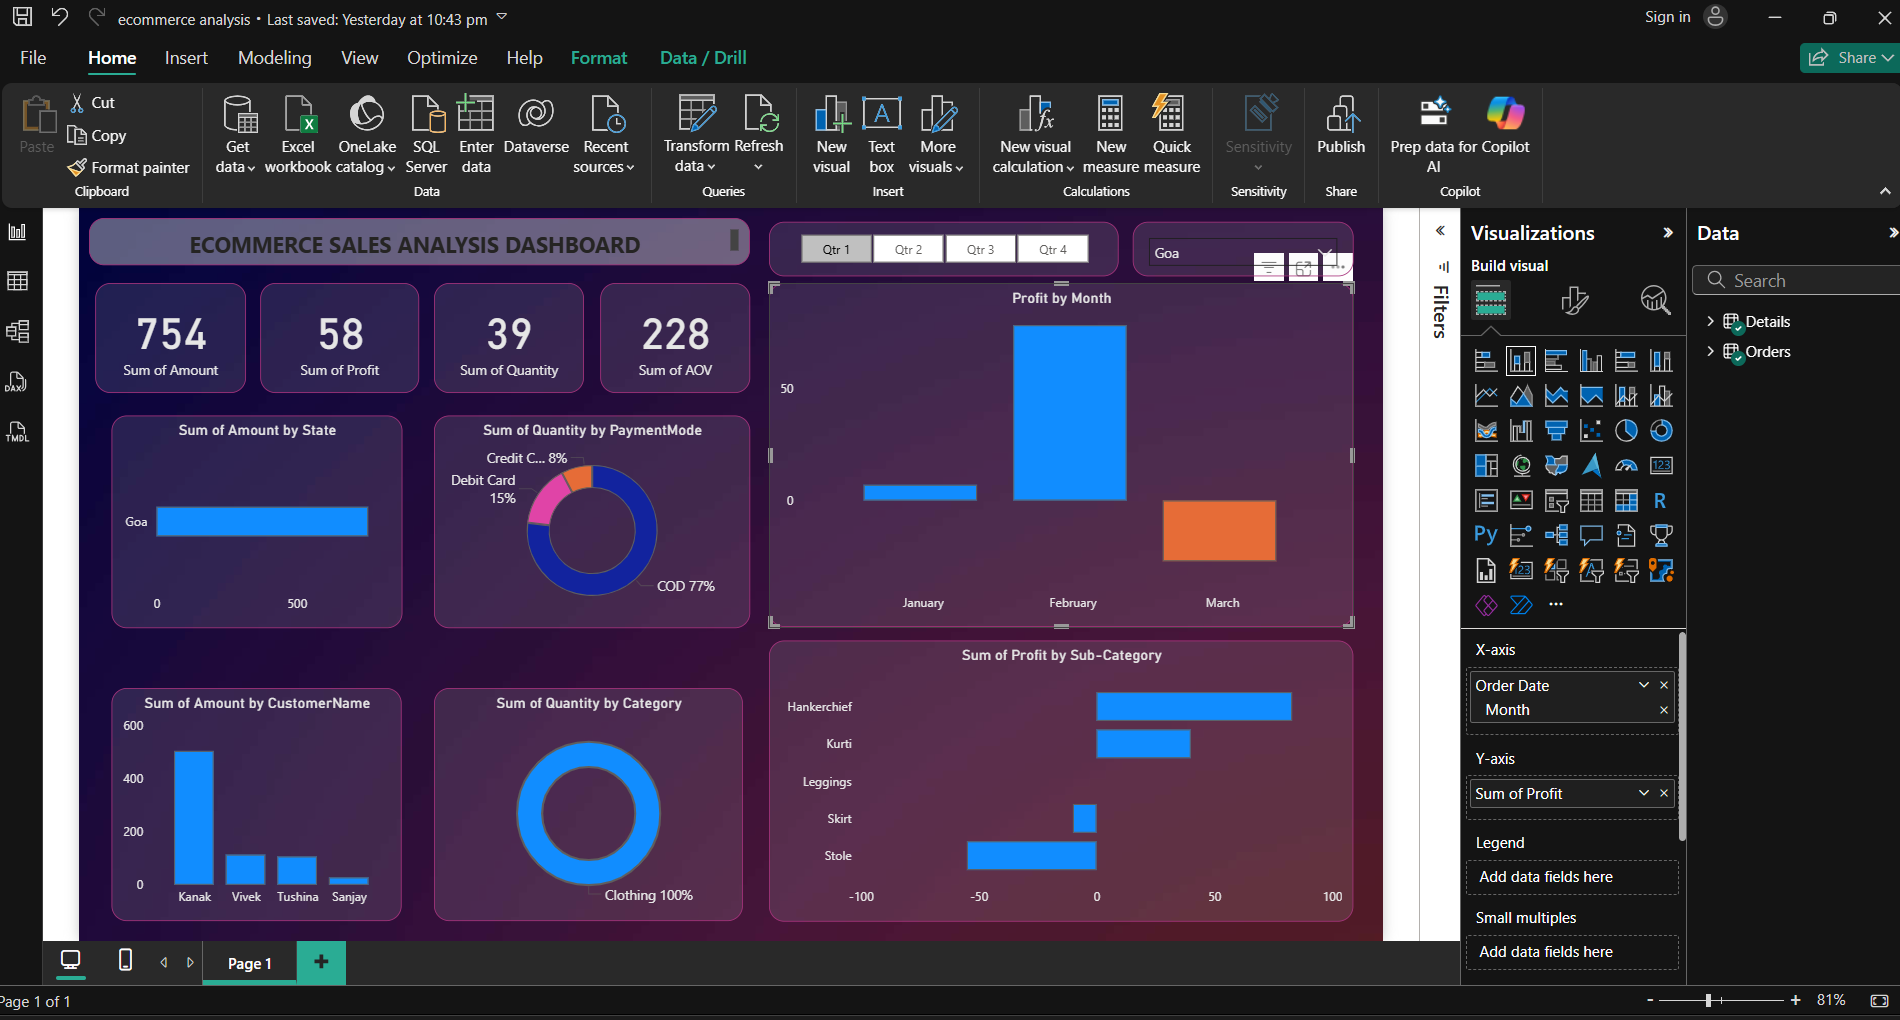 ecommerce analysis • Last saved: Yesterday at 10:43 pm
Sign in
File Home Insert Modeling View Optimize Help Format Data / Drill
Share
Paste
Cut
Copy
Format painter
Clipboard
Get data
Excel workbook
OneLake catalog
SQL Server
Enter data
Dataverse
Recent sources
Data
Transform data
Refresh
Queries
New visual
Text box
More visuals
Insert
New visual calculation
New measure
Quick measure
Calculations
Sensitivity
Sensitivity
Publish
Share
Prep data for AI
Copilot
Copilot
DAX
TMDL
ECOMMERCE SALES ANALYSIS DASHBOARD
Qtr 1 Qtr 2 Qtr 3 Qtr 4
Goa
754
Sum of Amount
58
Sum of Profit
39
Sum of Quantity
228
Sum of AOV
Profit by Month
50
0
January February March
Sum of Amount by State
Goa
0 500
Sum of Quantity by PaymentMode
Credit C... 8%
Debit Card
15%
COD 77%
Sum of Amount by CustomerName
600
400
200
0
Kanak Vivek Tushina Sanjay
Sum of Quantity by Category
Clothing 100%
Sum of Profit by Sub-Category
Hankerchief
Kurti
Leggings
Skirt
Stole
-100 -50 0 50 100
Filters
Visualizations
Build visual
123
R
Py
123
X-axis
Order Date
Month
Y-axis
Sum of Profit
Legend
Add data fields here
Small multiples
Add data fields here
Data
Search
Details
Orders
Page 1
+
Page 1 of 1
- + 81%